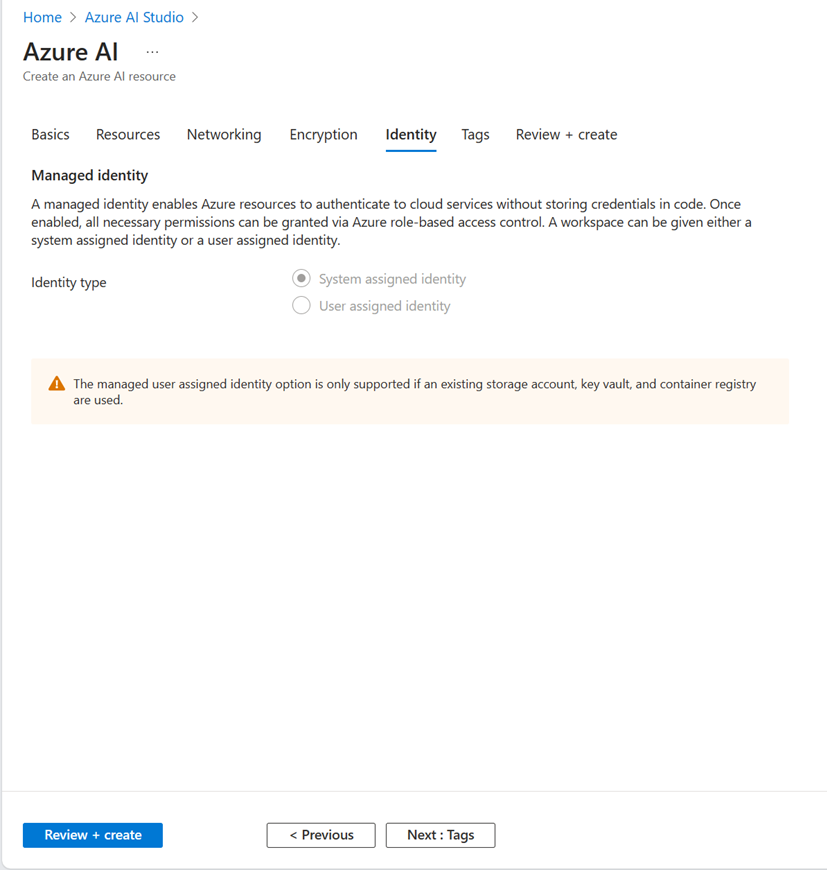 Home > Azure AI Studio >
Azure AI ...
Create an Azure AI resource
Basics Resources Networking Encryption Identity Tags Review + create
Managed identity
A managed identity enables Azure resources to authenticate to cloud services without storing credentials in code. Once
enabled, all necessary permissions can be granted via Azure role-based access control. A workspace can be given either a
system assigned identity or a user assigned identity.
Identity type
System assigned identity
User assigned identity
The managed user assigned identity option is only supported if an existing storage account, key vault, and container registry
are used.
Review + create < Previous Next : Tags